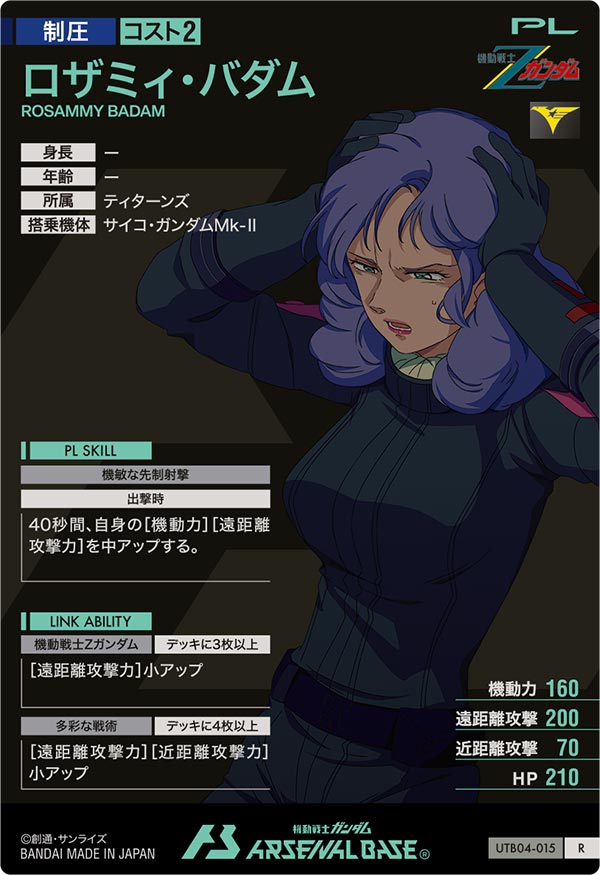 制圧 コスト2
PL
ロザミィ・バダム
ROSAMMY BADAM
機動戦士
Zガンダム
身長 ー
年齢 ー
所属 ティターンズ
搭乗機体 サイコ・ガンダムMk-II
PL SKILL
機敏な先制射撃
出撃時
40秒間、自身の[機動力][遠距離
攻撃力]を中アップする。
LINK ABILITY
機動戦士Zガンダム デッキに3枚以上
[遠距離攻撃力]小アップ
多彩な戦術 デッキに4枚以上
[遠距離攻撃力][近距離攻撃力]
小アップ
機動力 160
遠距離攻撃 200
近距離攻撃 70
HP 210
©創通・サンライズ
BANDAI MADE IN JAPAN
機動戦士ガンダム
ARSENAL BASE®
UTB04-015 R